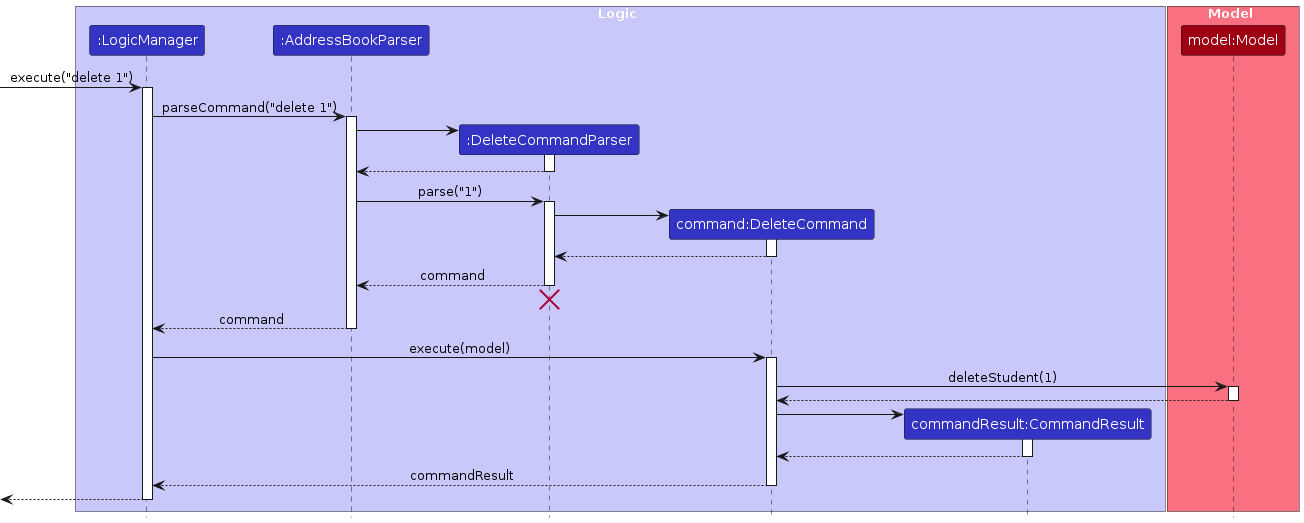 Logic
Model
:LogicManager
:AddressBookParser
model:Model
execute("delete 1")
parseCommand("delete 1")
:DeleteCommandParser
parse("1")
command:DeleteCommand
command
command
execute(model)
deleteStudent(1)
commandResult:CommandResult
commandResult